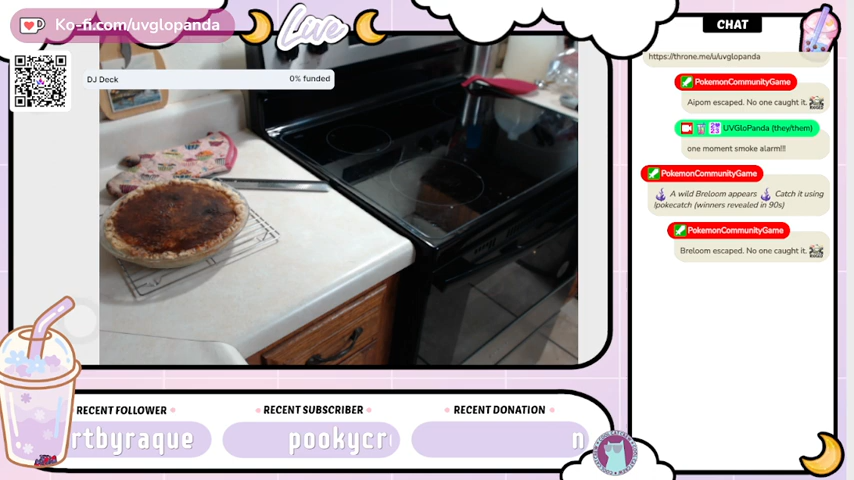 Ko-fi.com/uvglopanda
Live
DJ Deck
0% funded
CHAT
https://throne.me/u/uvglopanda
PokemonCommunityGame
Aipom escaped. No one caught it.
UVGloPanda (they/them)
one moment smoke alarm!!!
PokemonCommunityGame
A wild Breloom appears Catch it using
!pokecatch (winners revealed in 90s)
PokemonCommunityGame
Breloom escaped. No one caught it.
RECENT FOLLOWER
rtbyraque
RECENT SUBSCRIBER
pookycr
RECENT DONATION
n